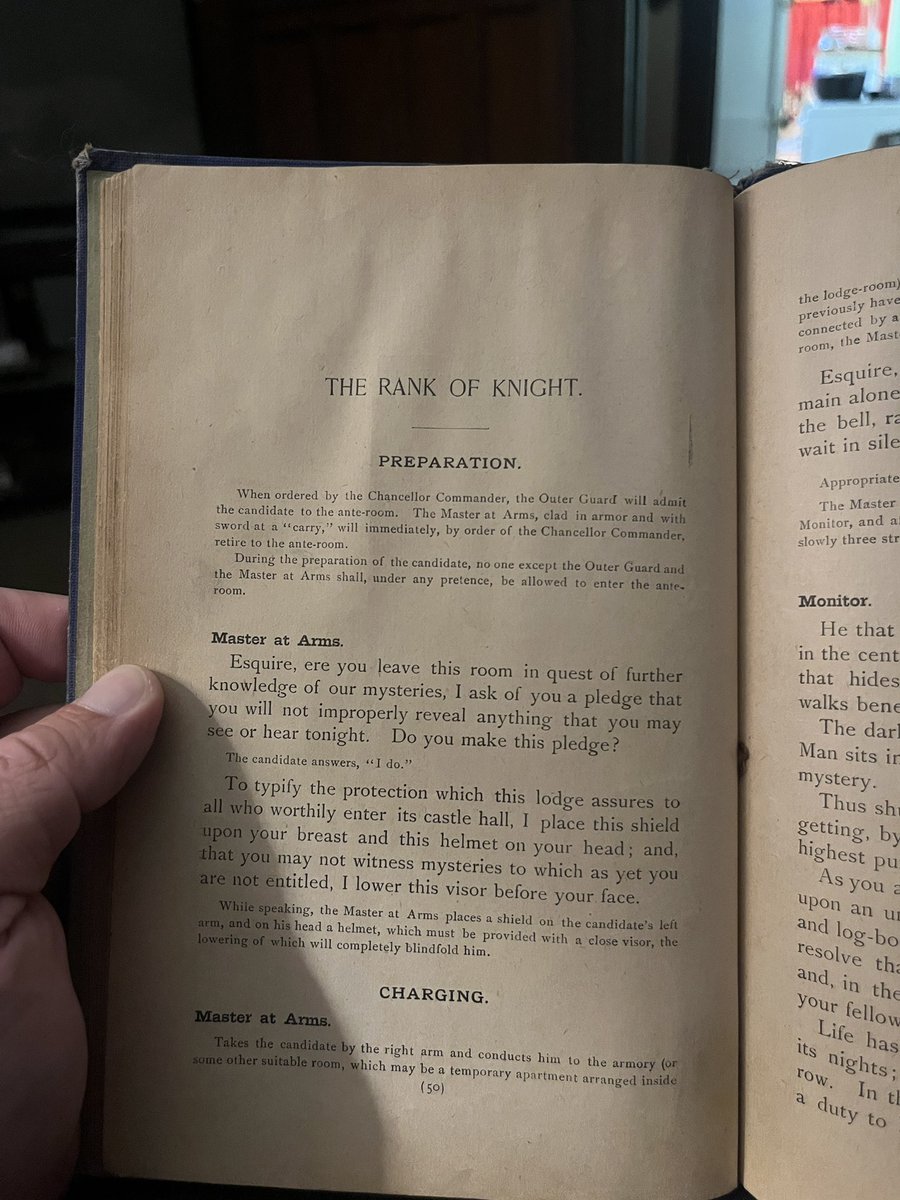 THE RANK OF KNIGHT.
PREPARATION.
When ordered by the Chancellor Commander, the Outer Guard will admit
the candidate to the ante-room. The Master at Arms, clad in armor and with
sword at a "carry," will immediately, by order of the Chancellor Commander,
retire to the ante-room.
During the preparation of the candidate, no one except the Outer Guard and
the Master at Arms shall, under any pretence, be allowed to enter the ante-
room.
Master at Arms.
Esquire, ere you leave this room in quest of further
knowledge of our mysteries, I ask of you a pledge that
you will not improperly reveal anything that you may
see or hear tonight. Do you make this pledge?
The candidate answers, "I do."
To typify the protection which this lodge assures to
all who worthily enter its castle hall, I place this shield
upon your breast and this helmet on your head; and,
that you may not witness mysteries to which as yet you
are not entitled, I lower this visor before your face.
While speaking, the Master at Arms places a shield on the candidate's left
arm, and on his head a helmet, which must be provided with a close visor, the
lowering of which will completely blindfold him.
CHARGING.
Master at Arms.
Takes the candidate by the right arm and conducts him to the armory (or
some other suitable room, which may be a temporary apartment arranged inside
(50)
the lodge-room)
previously have
connected by a
room, the Mast
Esquire,
main alone
the bell, ra
wait in sile
Appropriate
The Master
Monitor, and a
slowly three str
Monitor.
He that
in the cent
that hides
walks bene
The dark
Man sits in
mystery.
Thus shu
getting, by
highest pu
As you a
upon an un
and log-bo
resolve tha
and, in the
your fellow
Life has
its nights;
row. In th
a duty to